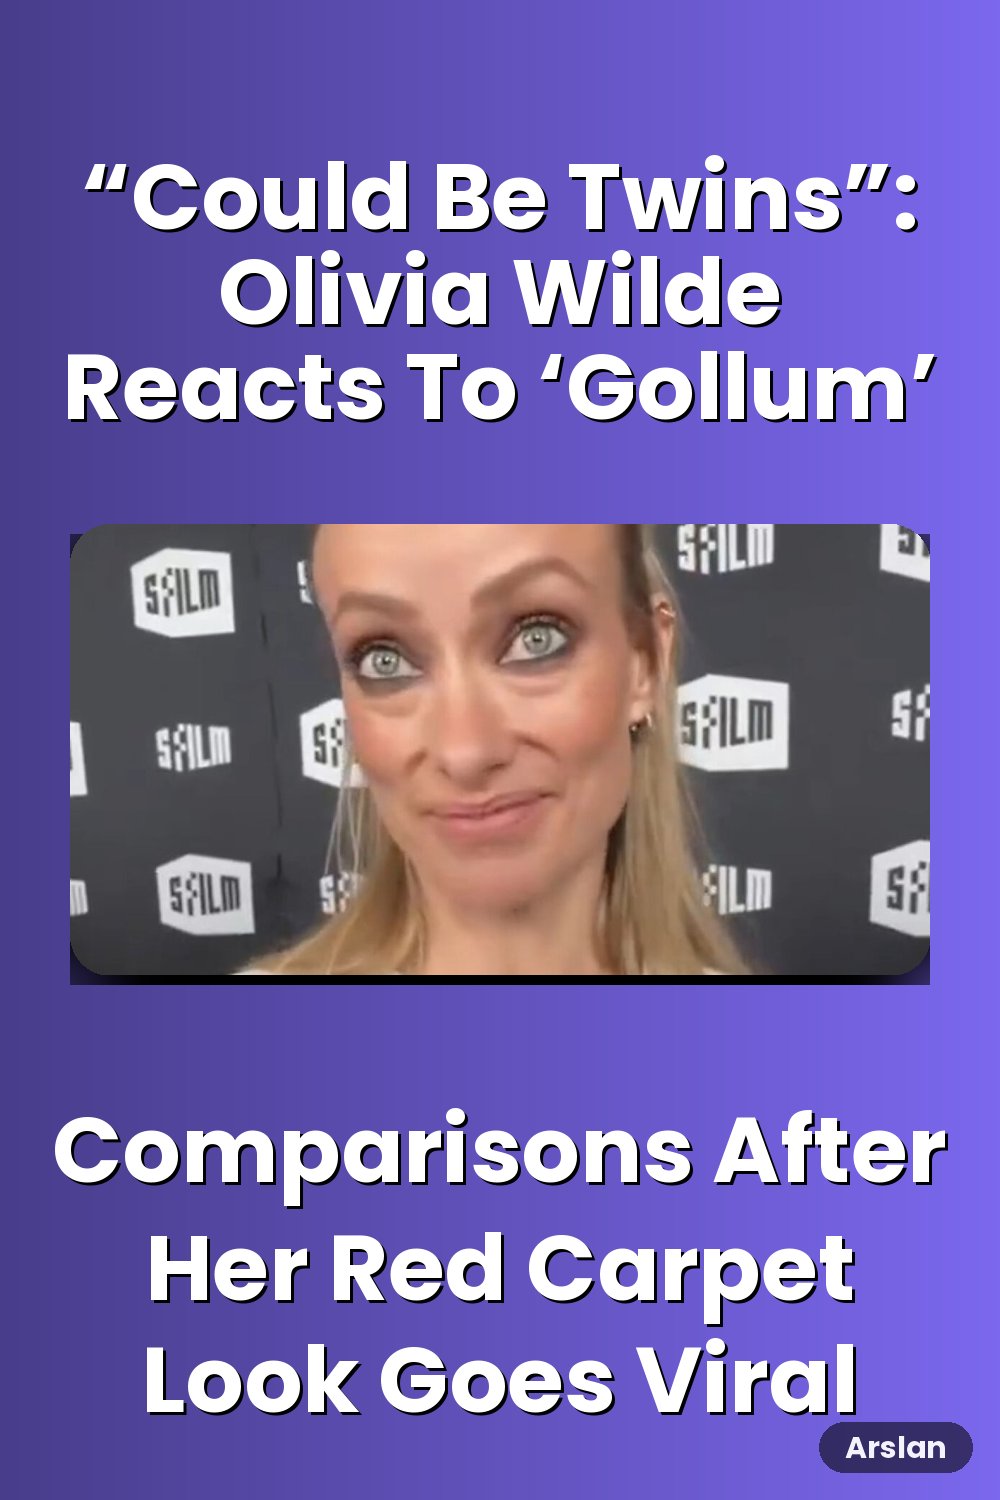 “Could Be Twins”:
Olivia Wilde
Reacts To ‘Gollum’
SFILM
SFILM
SFILM
SFILM
SFILM
SFILM
Comparisons After
Her Red Carpet
Look Goes Viral
Arslan